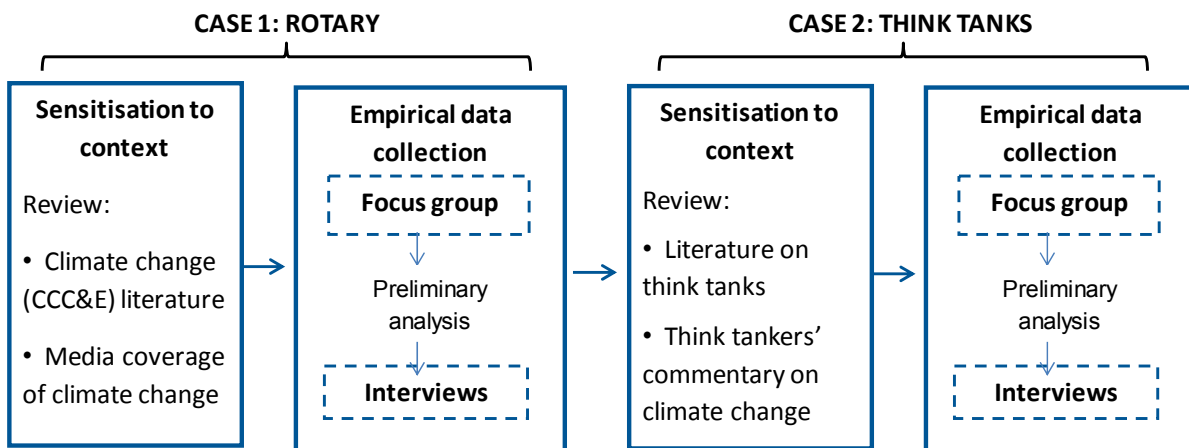 CASE 1: ROTARY
Sensitisation to
context
Review:
• Climate change
(CCC&E) literature
• Media coverage
of climate change
Empirical data
collection
Focus group
Preliminary
analysis
Interviews
CASE 2: THINK TANKS
Sensitisation to
context
Review:
• Literature on
think tanks
• Think tankers’
commentary on
climate change
Empirical data
collection
Focus group
Preliminary
analysis
Interviews